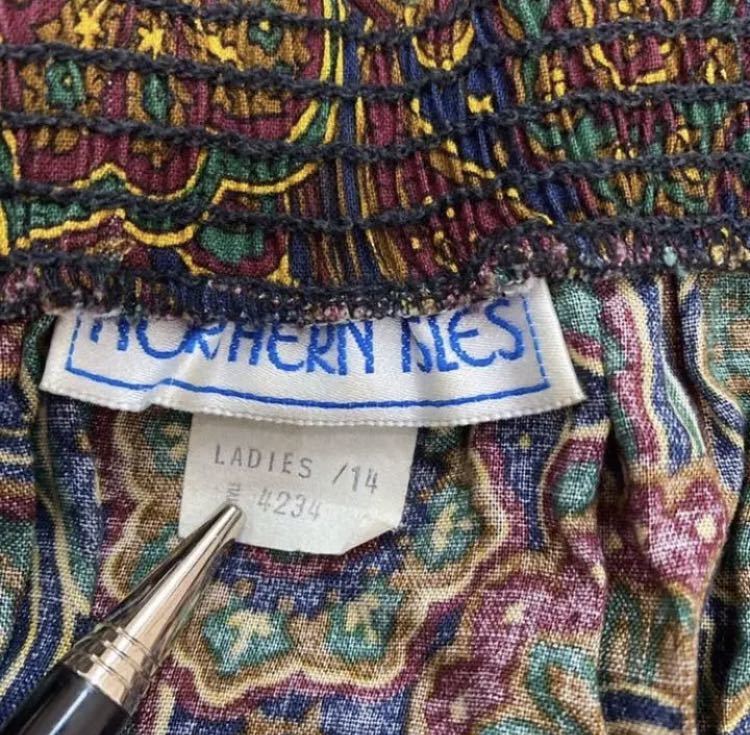 NORTHERN ISLES
LADIES /14
4234